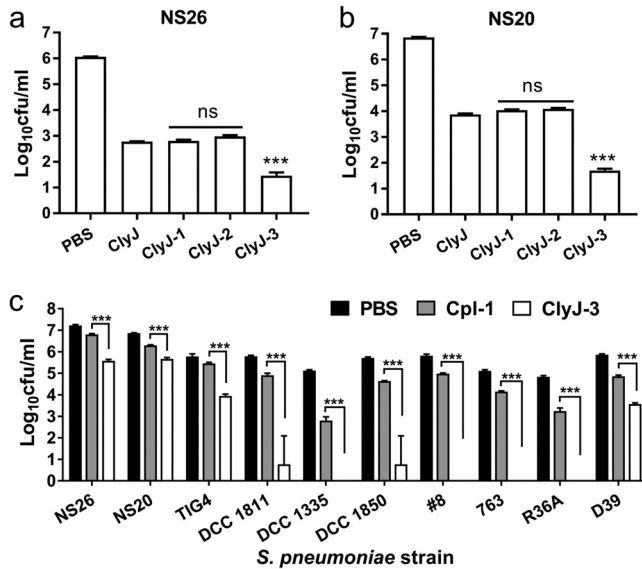 a
NS26
Log10cfu/ml
7
6
5
4
3
2
1
0
ns
***
PBS
ClyJ
ClyJ-1
ClyJ-2
ClyJ-3
b
NS20
Log10cfu/ml
7
6
5
4
3
2
1
0
ns
***
PBS
ClyJ
ClyJ-1
ClyJ-2
ClyJ-3
c
Log10cfu/ml
8
7
6
5
4
3
2
1
0
PBS
Cpl-1
ClyJ-3
***
***
***
***
***
***
***
***
***
***
NS26
NS20
TIG4
DCC 1811
DCC 1335
DCC 1850
#8
763
R36A
D39
S. pneumoniae strain